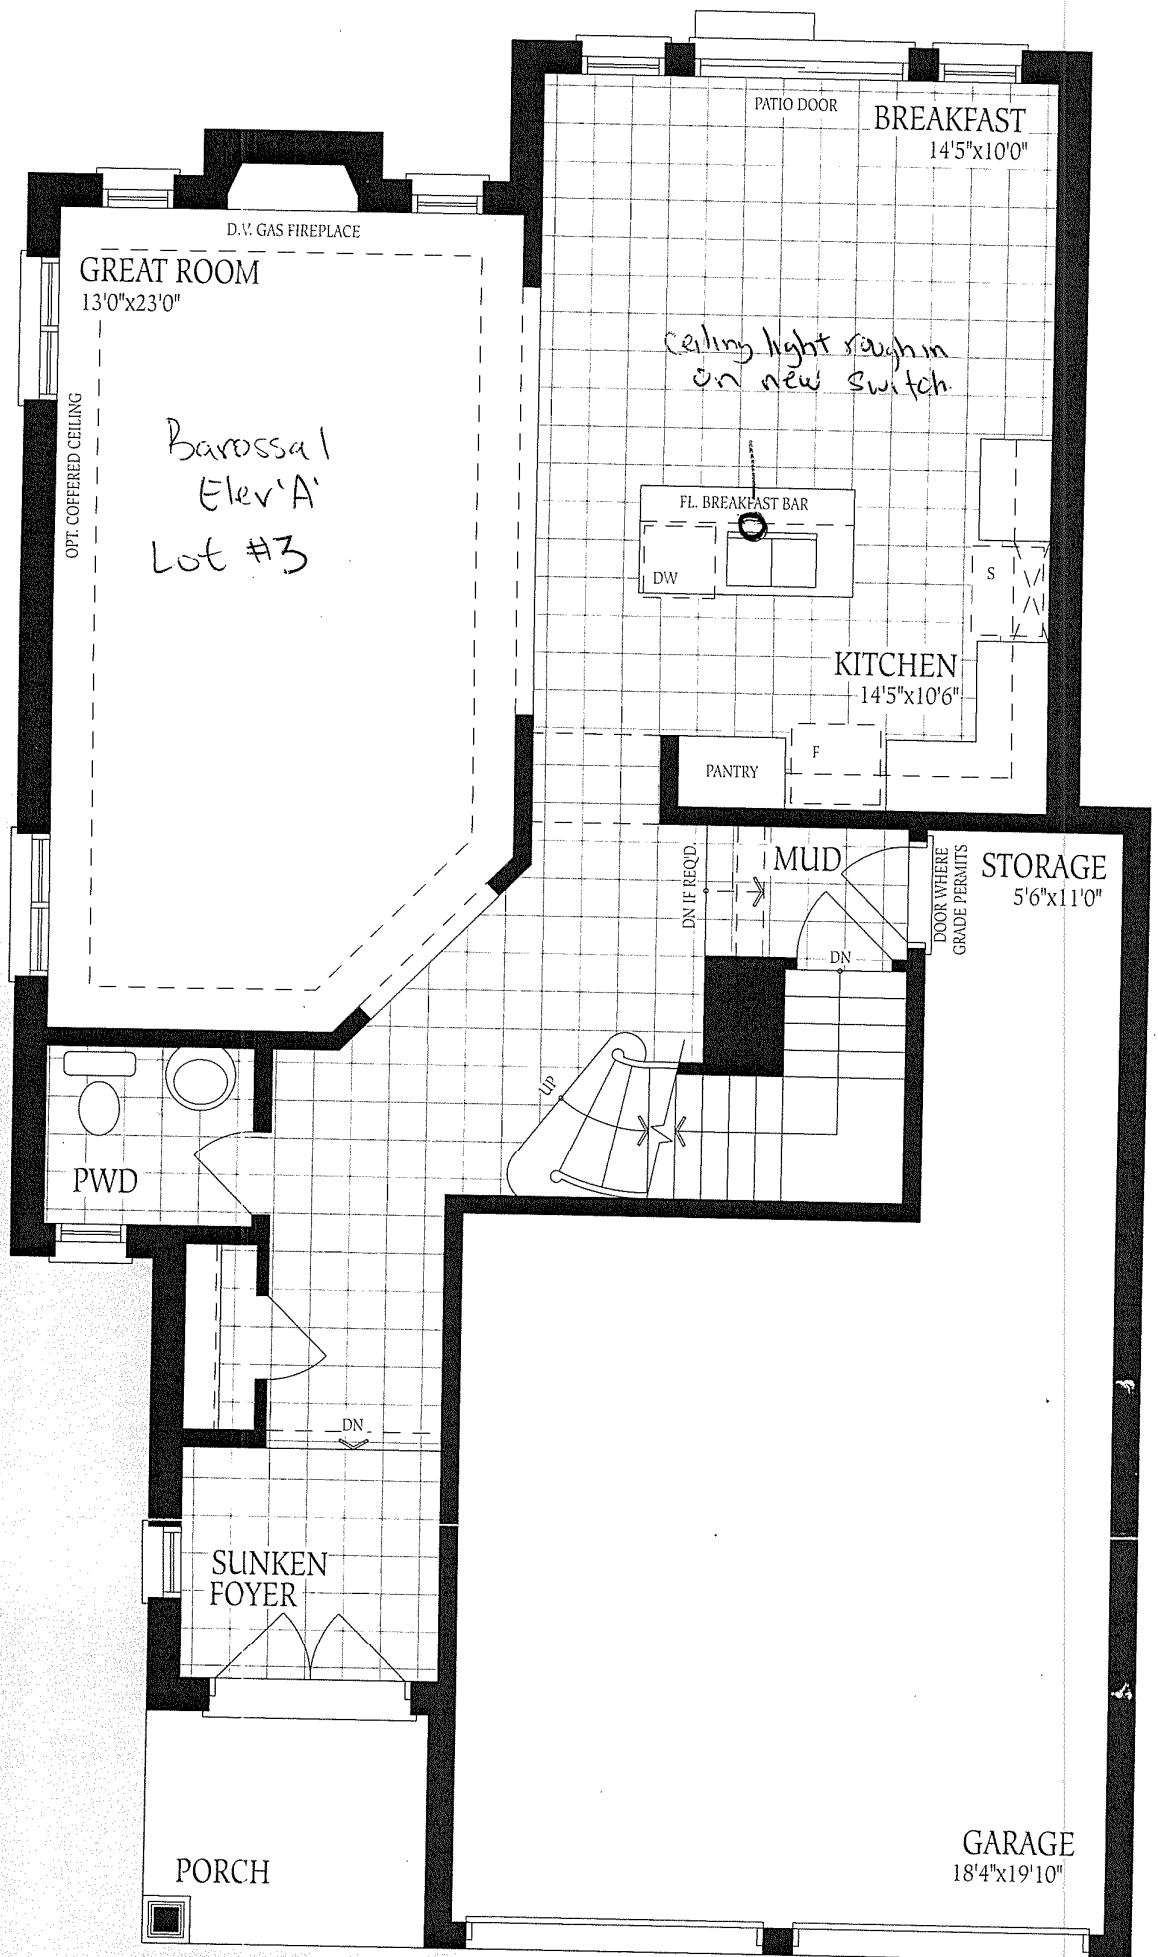 PATIO DOOR
BREAKFAST
14'5"x10'0"
D.V. GAS FIREPLACE
GREAT ROOM
13'0"x23'0"
ceiling light rough in
on new switch
OPT. COFFERED CEILING
Barossa 1
Elev 'A'
Lot #3
FL. BREAKFAST BAR
DW
S
KITCHEN
14'5"x10'6"
PANTRY
F
DN IF REQ'D.
MUD
DOOR WHERE
GRADE PERMITS
STORAGE
5'6"x11'0"
DN
UP
PWD
DN
SUNKEN
FOYER
PORCH
GARAGE
18'4"x19'10"